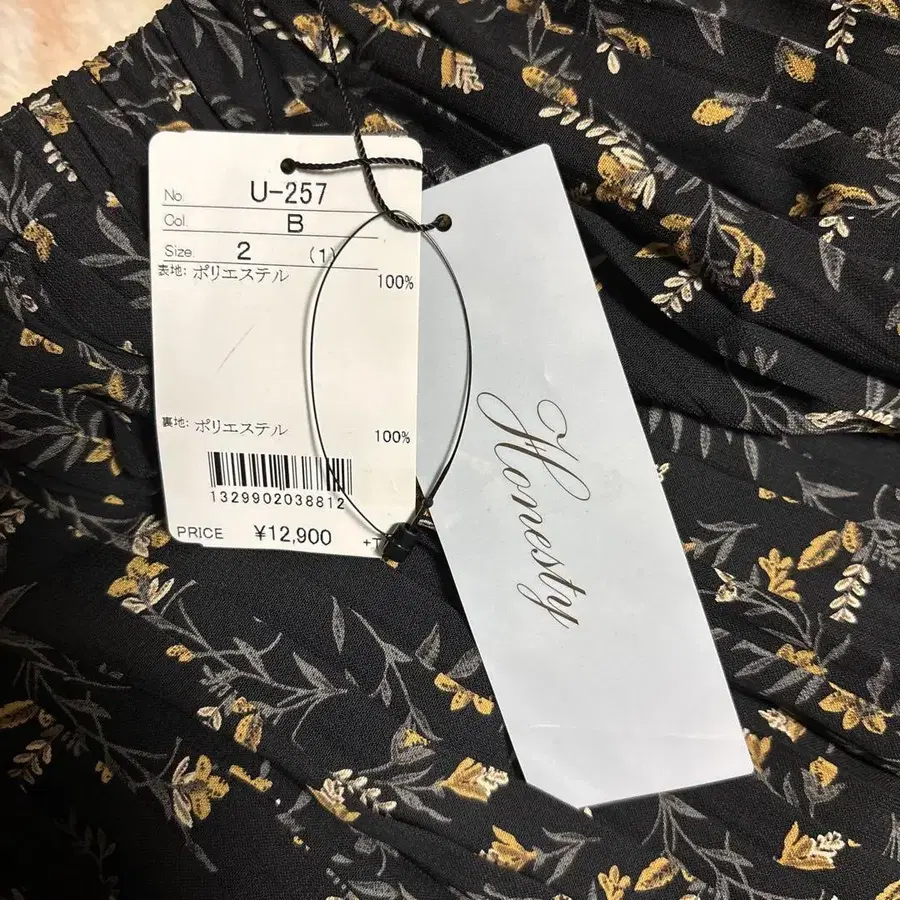 No. U-257
Col. B
Size 2 (1)
表地: ポリエステル 100%
裏地: ポリエステル 100%
1329902038812
PRICE ¥12,900 +T
Honesty